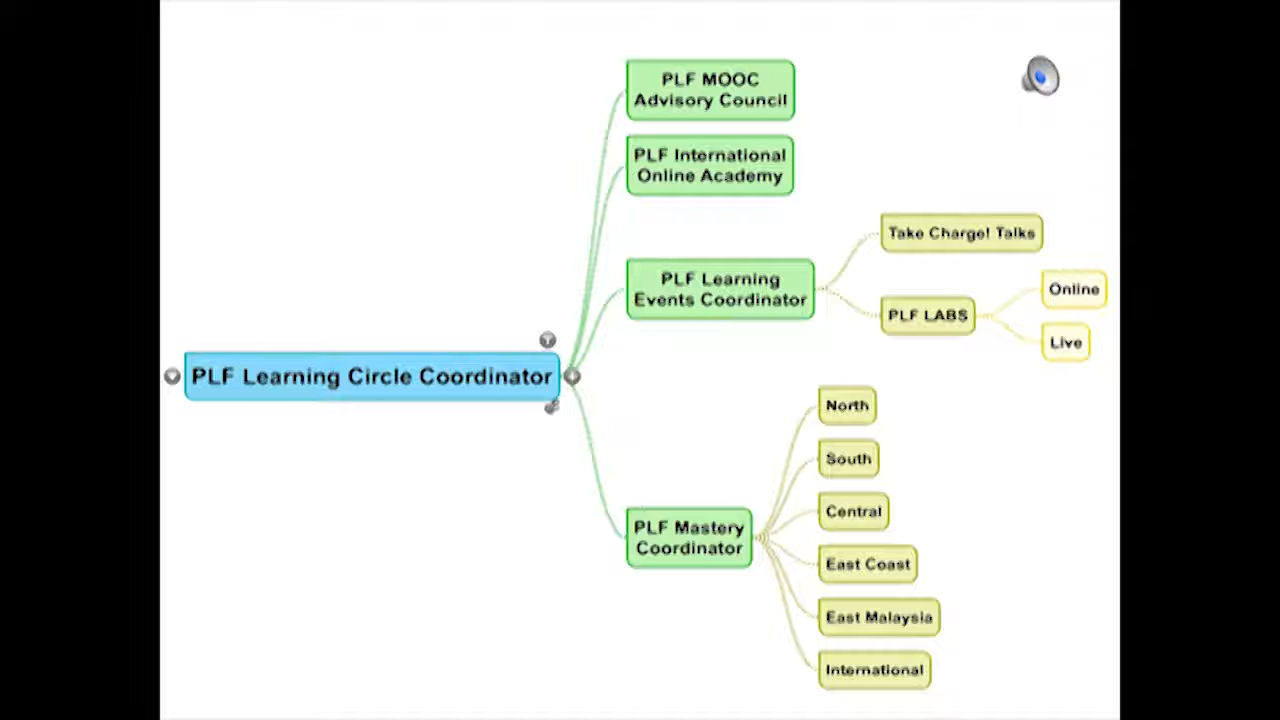 PLF MOOC
Advisory Council
PLF International
Online Academy
Take Charge! Talks
PLF Learning
Events Coordinator
Online
PLF LABS
Live
PLF Learning Circle Coordinator
North
South
Central
PLF Mastery
Coordinator
East Coast
East Malaysia
International